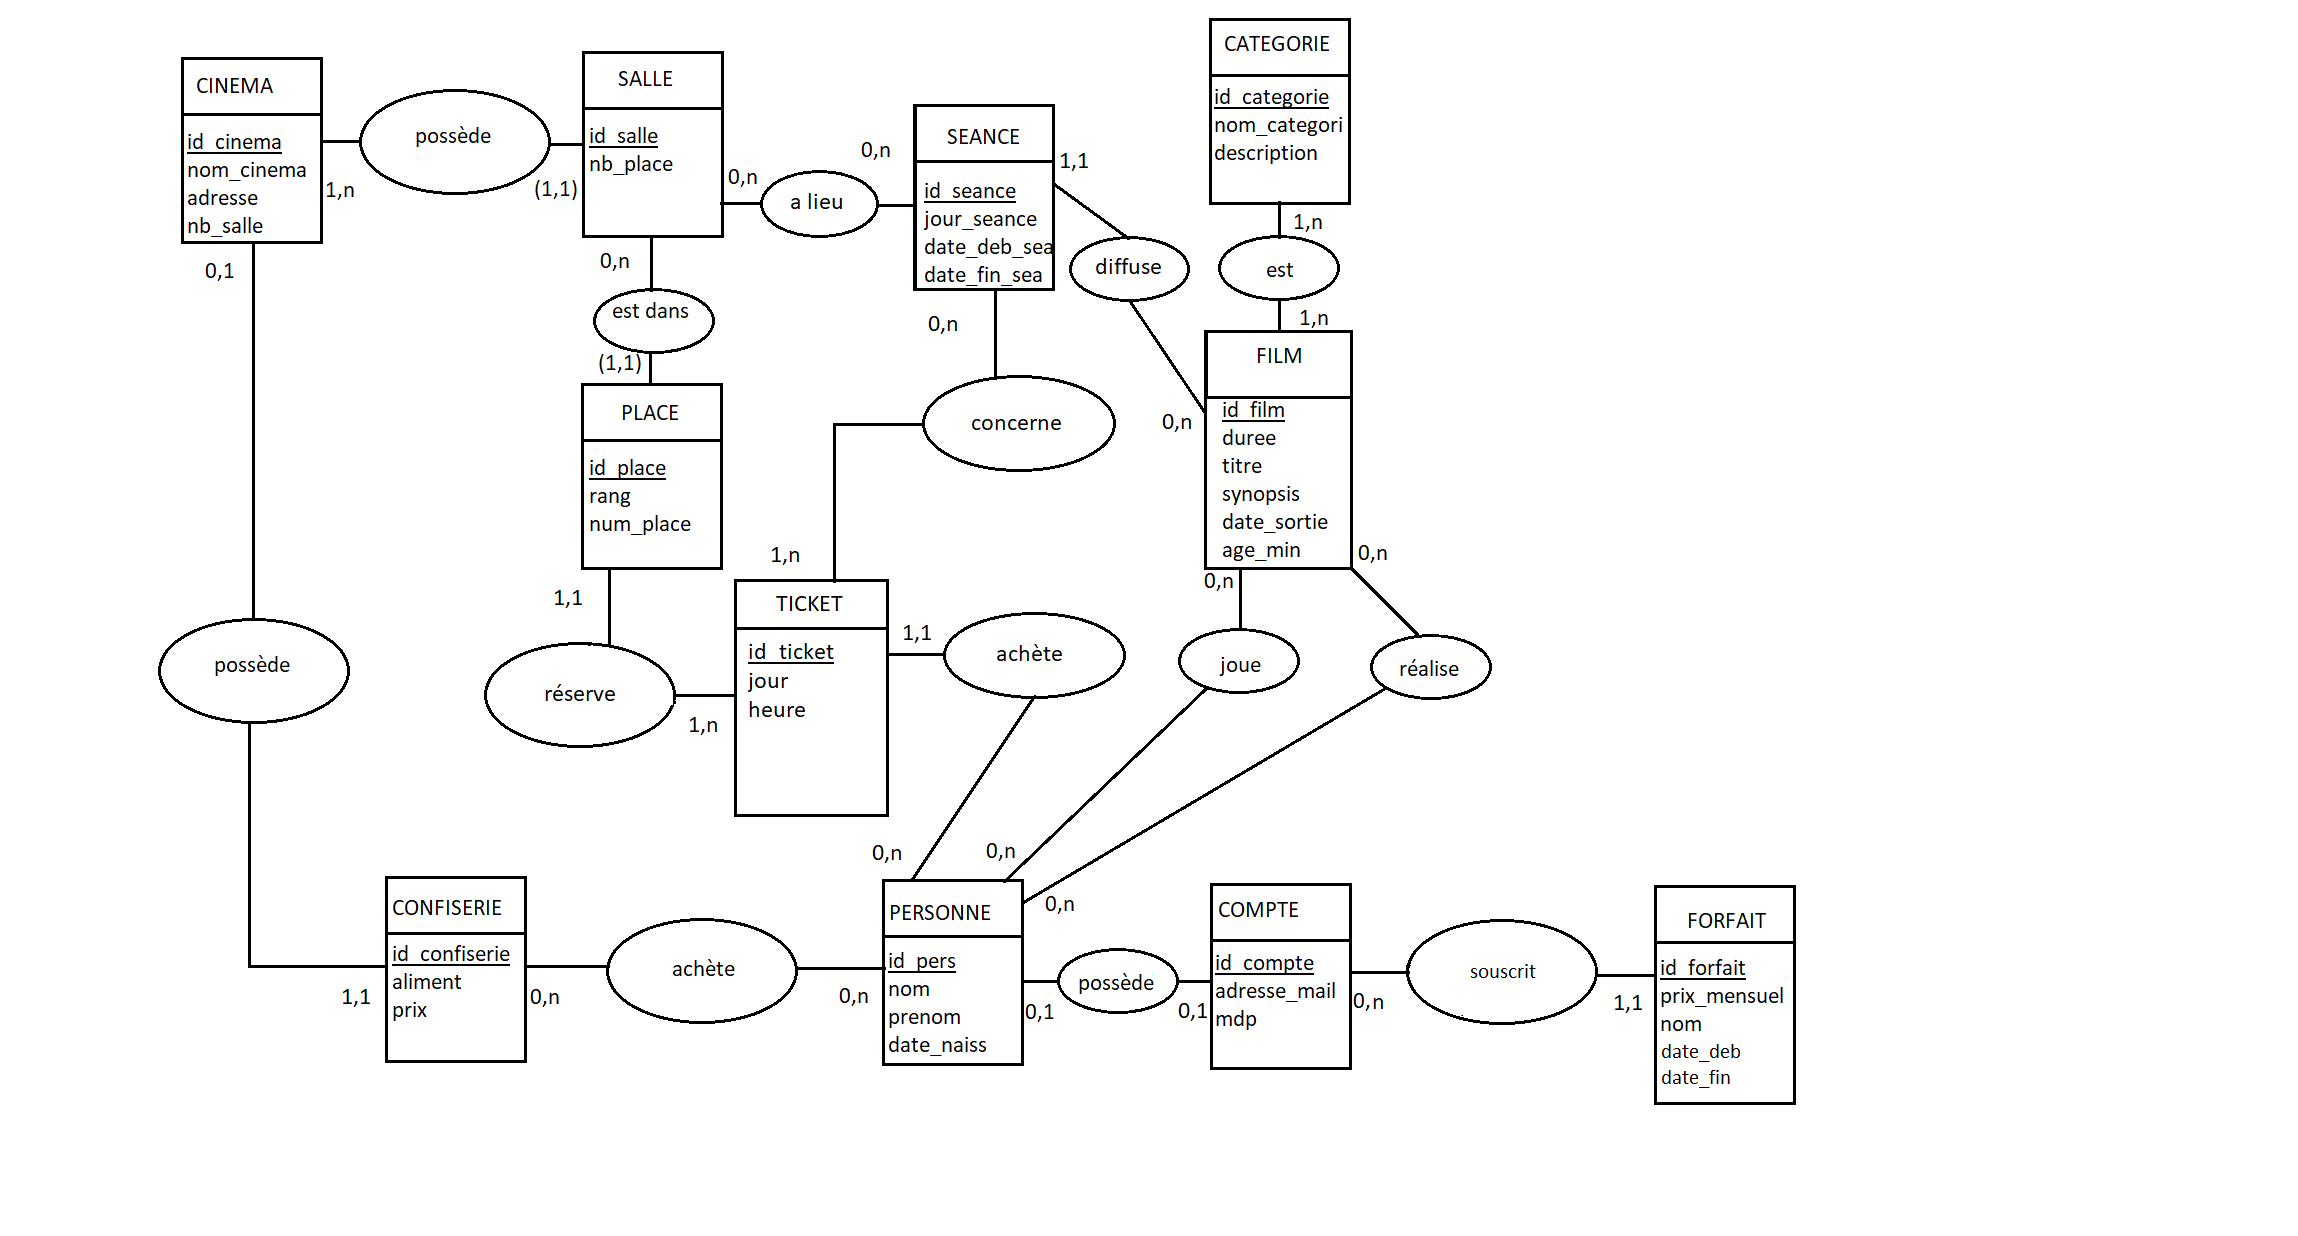 CINEMA
id_cinema
nom_cinema
adresse
nb_salle
1,n
possède
(1,1)
SALLE
id_salle
nb_place
0,n
a lieu
0,n
SEANCE
id_seance
jour_seance
date_deb_sea
date_fin_sea
1,1
diffuse
0,n
CATEGORIE
id_categorie
nom_categori
description
1,n
est
1,n
FILM
id_film
duree
titre
synopsis
date_sortie
age_min
0,n
0,n
0,1
0,n
est dans
(1,1)
PLACE
id_place
rang
num_place
1,1
réserve
1,n
0,n
concerne
1,n
TICKET
id_ticket
jour
heure
1,1
achète
0,n
joue
0,n
réalise
0,n
possède
1,1
CONFISERIE
id_confiserie
aliment
prix
0,n
achète
0,n
PERSONNE
id_pers
nom
prenom
date_naiss
0,1
possède
0,1
COMPTE
id_compte
adresse_mail
mdp
0,n
souscrit
1,1
FORFAIT
id_forfait
prix_mensuel
nom
date_deb
date_fin